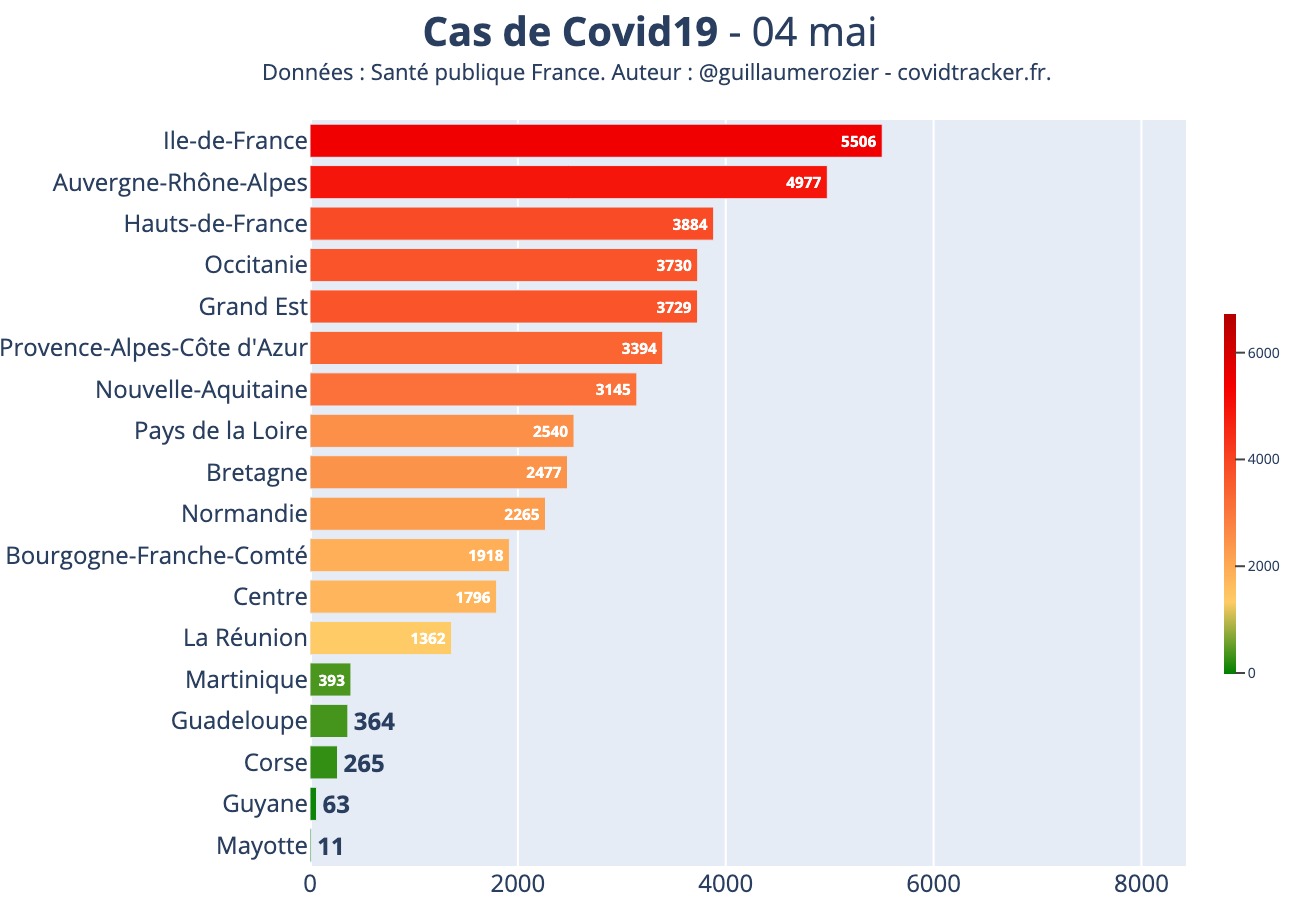 Cas de Covid19 - 04 mai
Données : Santé publique France. Auteur : @guillaumerozier - covidtracker.fr.
Ile-de-France 5506
Auvergne-Rhône-Alpes 4977
Hauts-de-France 3884
Occitanie 3730
Grand Est 3729
Provence-Alpes-Côte d'Azur 3394
Nouvelle-Aquitaine 3145
Pays de la Loire 2540
Bretagne 2477
Normandie 2265
Bourgogne-Franche-Comté 1918
Centre 1796
La Réunion 1362
Martinique 393
Guadeloupe 364
Corse 265
Guyane 63
Mayotte 11
0 2000 4000 6000 8000
6000
4000
2000
0